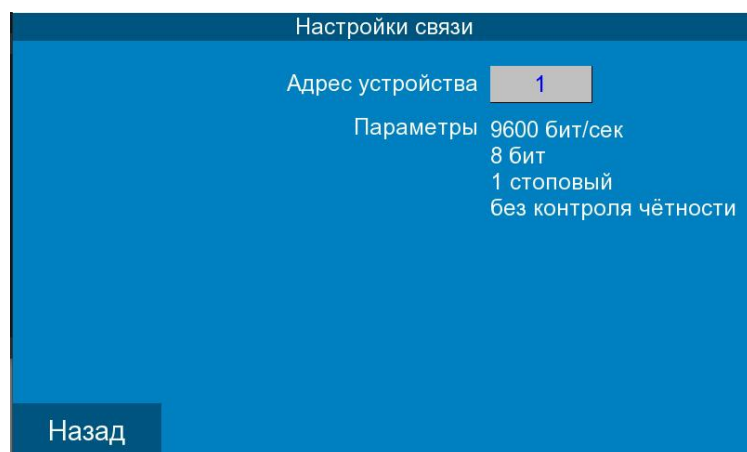 Настройки связи
Адрес устройства 1
Параметры 9600 бит/сек
8 бит
1 стоповый
без контроля чётности
Назад